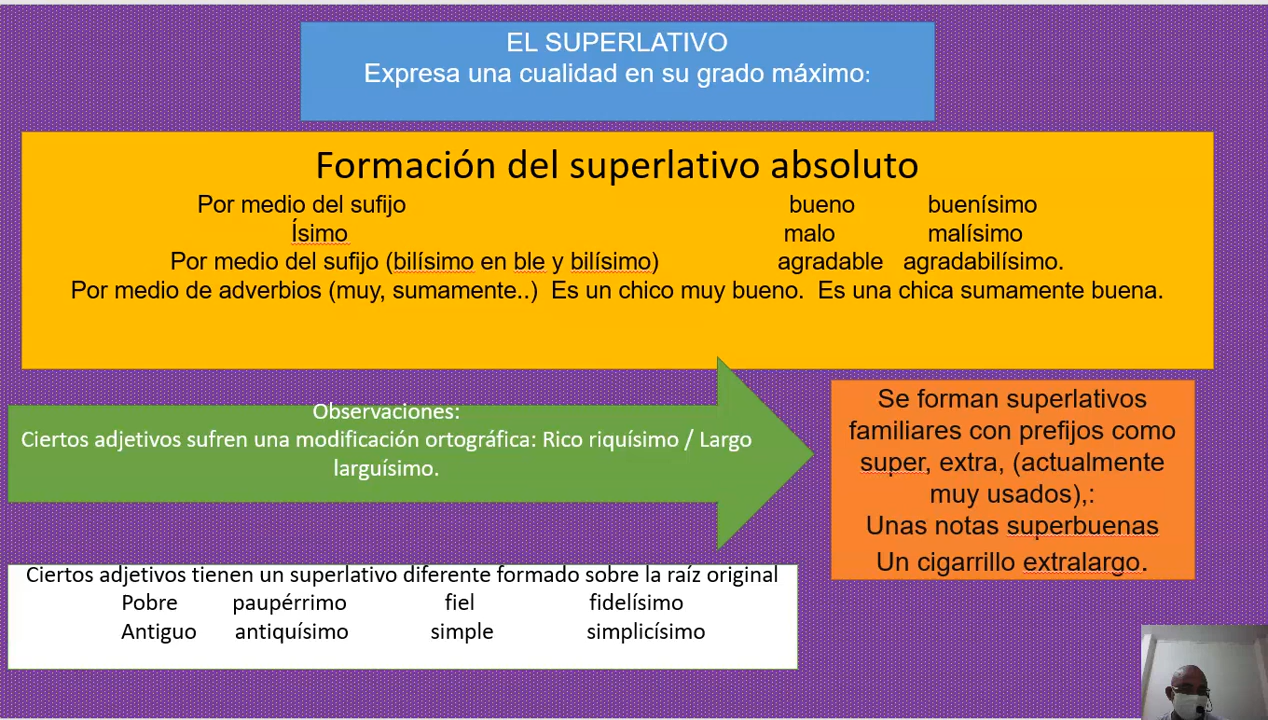 EL SUPERLATIVO
Expresa una cualidad en su grado máximo:
Formación del superlativo absoluto
Por medio del sufijo bueno buenísimo
Ísimo malo malísimo
Por medio del sufijo (bilísimo en ble y bilísimo) agradable agradabilísimo.
Por medio de adverbios (muy, sumamente..) Es un chico muy bueno. Es una chica sumamente buena.
Observaciones:
Ciertos adjetivos sufren una modificación ortográfica: Rico riquísimo / Largo
larguísimo.
Se forman superlativos
familiares con prefijos como
super, extra, (actualmente
muy usados),:
Unas notas superbuenas
Un cigarrillo extralargo.
Ciertos adjetivos tienen un superlativo diferente formado sobre la raíz original
Pobre paupérrimo fiel fidelísimo
Antiguo antiquísimo simple simplicísimo